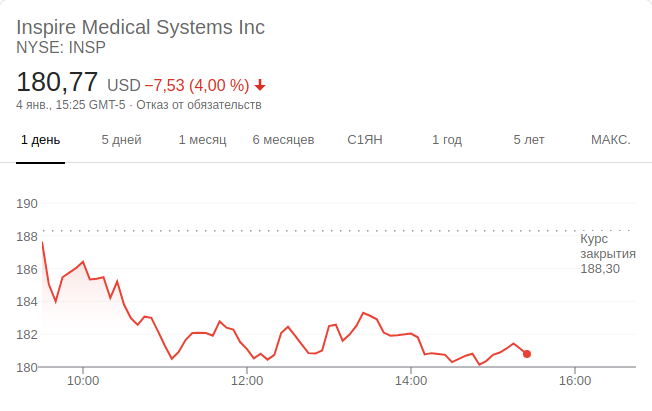 Inspire Medical Systems Inc
NYSE: INSP
180,77 USD −7,53 (4,00 %)
4 янв., 15:25 GMT-5 · Отказ от обязательств
1 день 5 дней 1 месяц 6 месяцев С1ЯН 1 год 5 лет МАКС.
190
188
186
184
182
180
Курс
закрытия
188,30
10:00 12:00 14:00 16:00